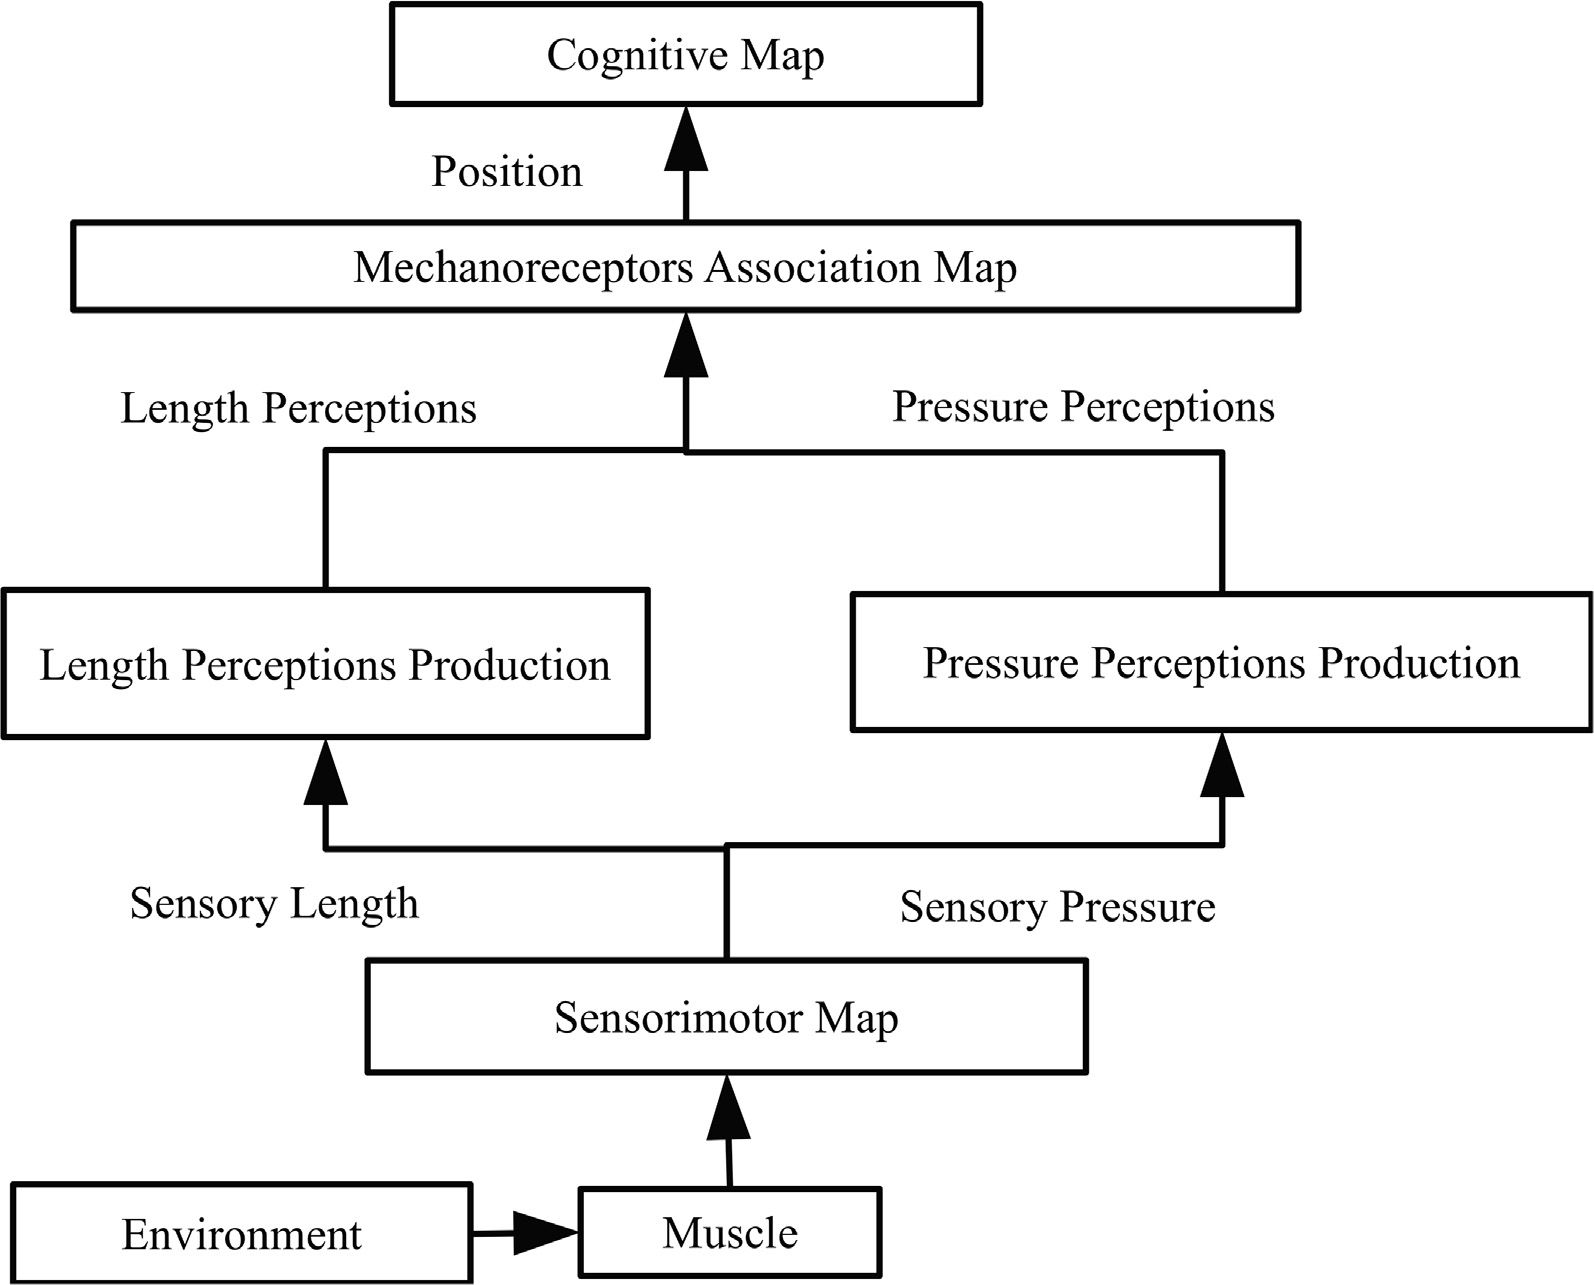 Cognitive Map
Position
Mechanoreceptors Association Map
Length Perceptions
Pressure Perceptions
Length Perceptions Production
Pressure Perceptions Production
Sensory Length
Sensory Pressure
Sensorimotor Map
Environment
Muscle